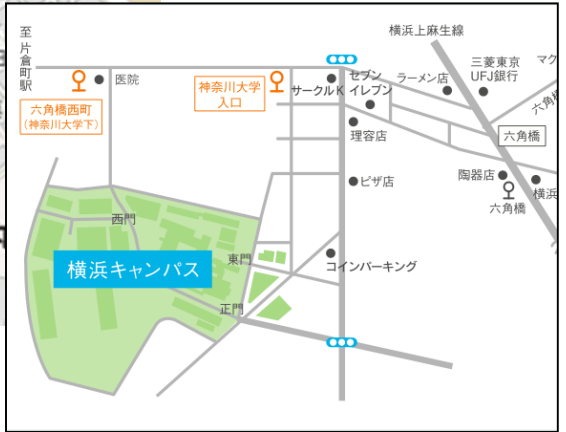 至片倉町駅
横浜上麻生線
医院
六角橋西町
(神奈川大学下)
神奈川大学
入口
サークルK
セブン
イレブン
ラーメン店
三菱東京
UFJ銀行
マク
六角橋
理容店
ピザ店
陶器店
六角橋
横浜
西門
横浜キャンパス
東門
コインパーキング
正門